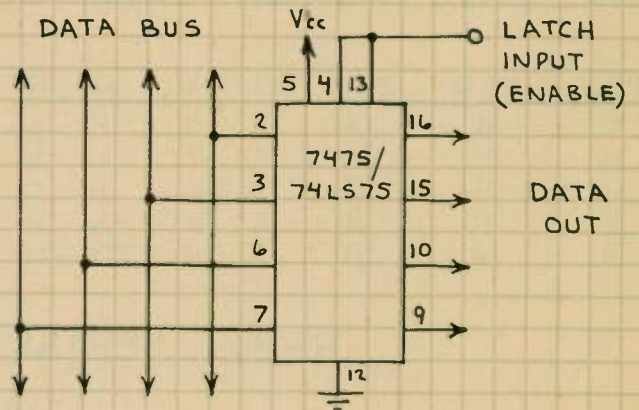 DATA BUS
Vcc
LATCH
INPUT
(ENABLE)
5 4 13
2 16
7475/
74LS75
3 15
DATA
OUT
6 10
7 9
12